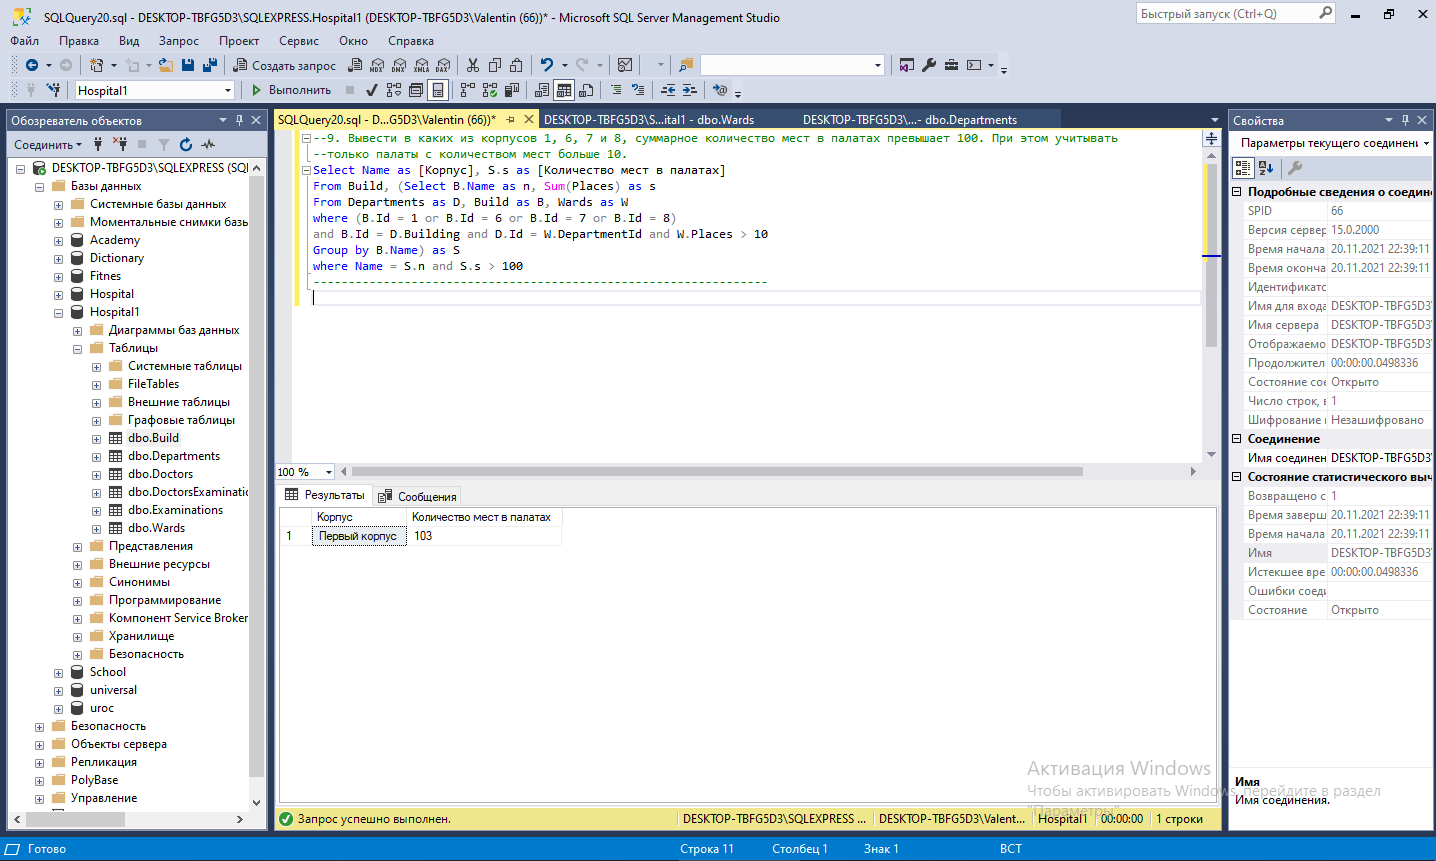 SQLQuery20.sql - DESKTOP-TBFG5D3\SQLEXPRESS.Hospital1 (DESKTOP-TBFG5D3\Valentin (66))* - Microsoft SQL Server Management Studio
Быстрый запуск (Ctrl+Q)
Файл Правка Вид Запрос Проект Сервис Окно Справка
Создать запрос MDX DMX XMLA DAX
Hospital1 Выполнить
Обозреватель объектов
Соединить
DESKTOP-TBFG5D3\SQLEXPRESS (SQL
Базы данных
Системные базы данных
Моментальные снимки базы
Academy
Dictionary
Fitnes
Hospital
Hospital1
Диаграммы баз данных
Таблицы
Системные таблицы
FileTables
Внешние таблицы
Графовые таблицы
dbo.Build
dbo.Departments
dbo.Doctors
dbo.DoctorsExaminatic
dbo.Examinations
dbo.Wards
Представления
Внешние ресурсы
Синонимы
Программирование
Компонент Service Broker
Хранилище
Безопасность
School
universal
uroc
Безопасность
Объекты сервера
Репликация
PolyBase
Управление
SQLQuery20.sql - D...G5D3\Valentin (66))* DESKTOP-TBFG5D3\S...ital1 - dbo.Wards DESKTOP-TBFG5D3\...- dbo.Departments
--9. Вывести в каких из корпусов 1, 6, 7 и 8, суммарное количество мест в палатах превышает 100. При этом учитывать
--только палаты с количеством мест больше 10.
Select Name as [Корпус], S.s as [Количество мест в палатах]
From Build, (Select B.Name as n, Sum(Places) as s
From Departments as D, Build as B, Wards as W
where (B.Id = 1 or B.Id = 6 or B.Id = 7 or B.Id = 8)
and B.Id = D.Building and D.Id = W.DepartmentId and W.Places > 10
Group by B.Name) as S
where Name = S.n and S.s > 100
-----------------------------------------------------------------
100 %
Результаты Сообщения
Корпус Количество мест в палатах
1 Первый корпус 103
Запрос успешно выполнен. DESKTOP-TBFG5D3\SQLEXPRESS ... DESKTOP-TBFG5D3\Valent... Hospital1 00:00:00 1 строки
Свойства
Параметры текущего соединени
Подробные сведения о соедин
SPID 66
Версия сервер 15.0.2000
Время начала 20.11.2021 22:39:11
Время оконча 20.11.2021 22:39:11
Идентификатс
Имя для входа DESKTOP-TBFG5D3\
Имя сервера DESKTOP-TBFG5D3\
Отображаемо DESKTOP-TBFG5D3\
Продолжител 00:00:00.0498336
Состояние сое Открыто
Число строк, в 1
Шифрование Незашифровано
Соединение
Имя соединен DESKTOP-TBFG5D3\
Состояние статистического выч
Возвращено с 1
Время заверш 20.11.2021 22:39:11
Время начала 20.11.2021 22:39:11
Имя DESKTOP-TBFG5D3\
Истекшее вре 00:00:00.0498336
Ошибки соеди
Состояние Открыто
Имя
Имя соединения.
Активация Windows
Чтобы активировать Windows, перейдите в раздел
"Параметры".
Готово Строка 11 Столбец 1 Знак 1 ВСТ